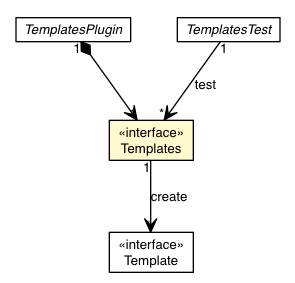 TemplatesPlugin
TemplatesTest
1
1
test
*
«interface»
Templates
1
create
«interface»
Template